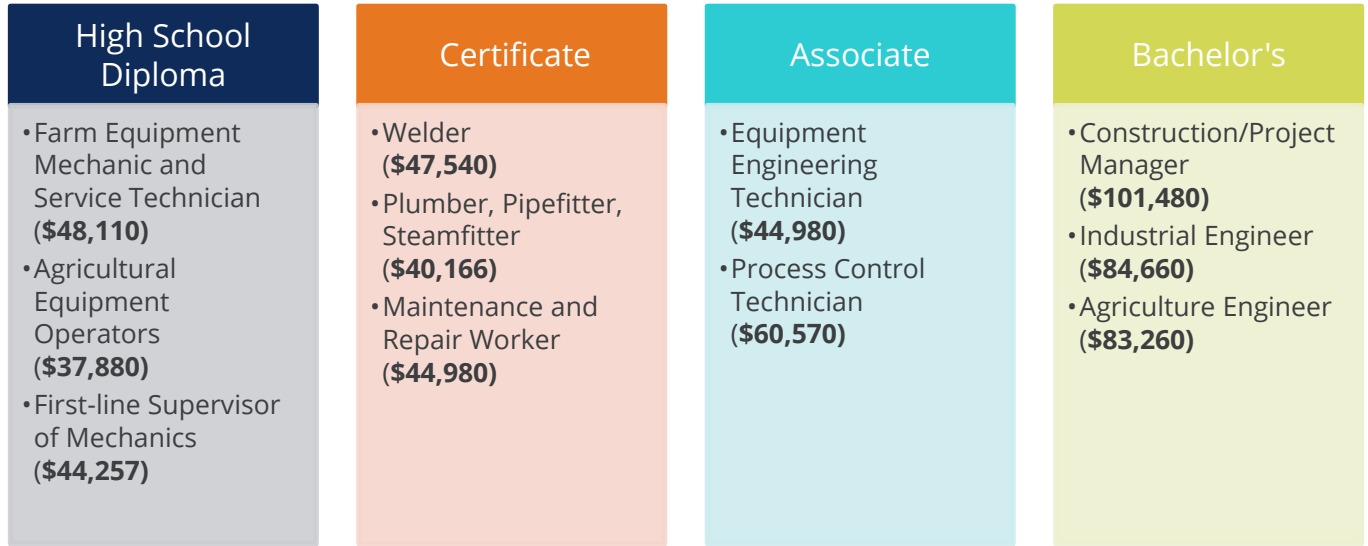 High School
Diploma
•Farm Equipment
Mechanic and
Service Technician
($48,110)
•Agricultural
Equipment
Operators
($37,880)
•First-line Supervisor
of Mechanics
($44,257)
Certificate
•Welder
($47,540)
•Plumber, Pipefitter,
Steamfitter
($40,166)
•Maintenance and
Repair Worker
($44,980)
Associate
•Equipment
Engineering
Technician
($44,980)
•Process Control
Technician
($60,570)
Bachelor's
•Construction/Project
Manager
($101,480)
•Industrial Engineer
($84,660)
•Agriculture Engineer
($83,260)